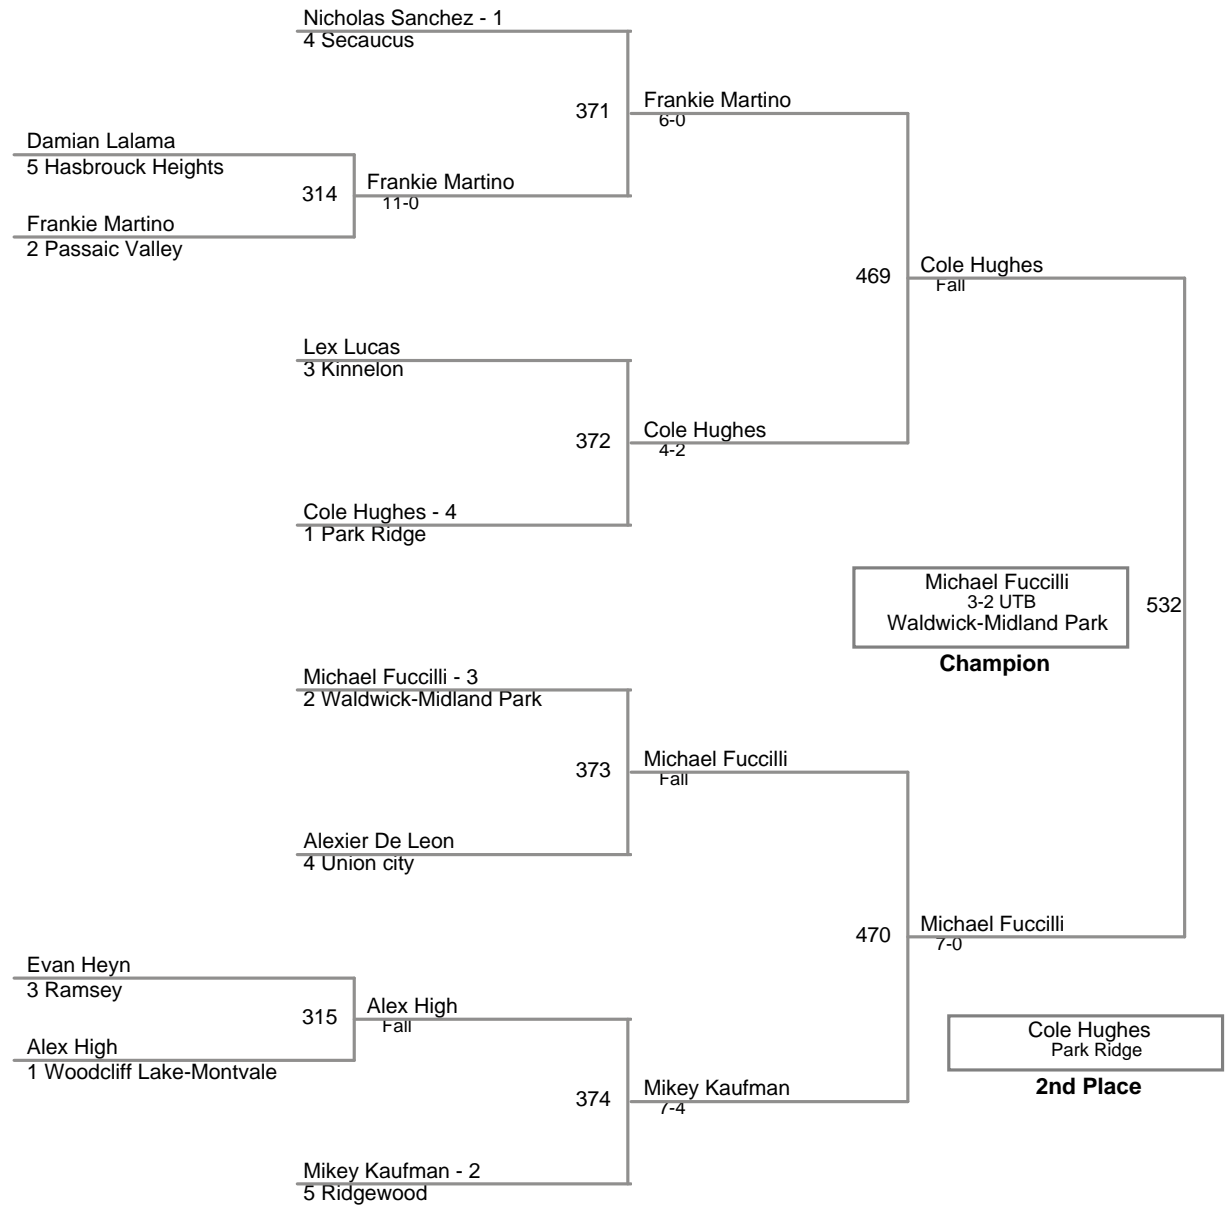 Nicholas Sanchez - 1
4 Secaucus
371
Frankie Martino
6-0
Damian Lalama
5 Hasbrouck Heights
314
Frankie Martino
11-0
Frankie Martino
2 Passaic Valley
469
Cole Hughes
Fall
Lex Lucas
3 Kinnelon
372
Cole Hughes
4-2
Cole Hughes - 4
1 Park Ridge
Michael Fuccilli
3-2 UTB
Waldwick-Midland Park
532
Champion
Michael Fuccilli - 3
2 Waldwick-Midland Park
373
Michael Fuccilli
Fall
Alexier De Leon
4 Union city
470
Michael Fuccilli
7-0
Evan Heyn
3 Ramsey
315
Alex High
Fall
Alex High
1 Woodcliff Lake-Montvale
Cole Hughes
Park Ridge
2nd Place
374
Mikey Kaufman
7-4
Mikey Kaufman - 2
5 Ridgewood